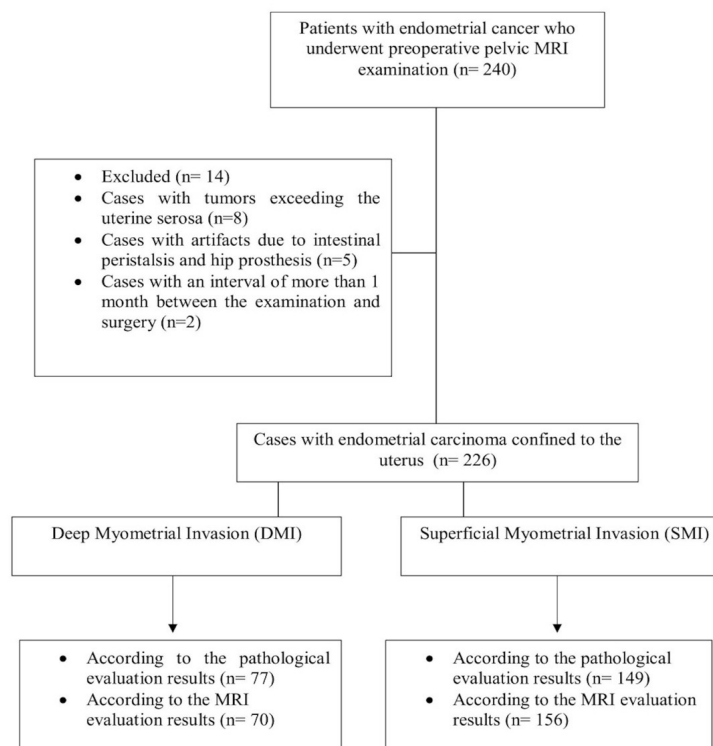 Patients with endometrial cancer who
underwent preoperative pelvic MRI
examination (n= 240)
• Excluded (n= 14)
• Cases with tumors exceeding the
uterine serosa (n=8)
• Cases with artifacts due to intestinal
peristalsis and hip prosthesis (n=5)
• Cases with an interval of more than 1
month between the examination and
surgery (n=2)
Cases with endometrial carcinoma confined to the
uterus (n= 226)
Deep Myometrial Invasion (DMI)
Superficial Myometrial Invasion (SMI)
• According to the pathological
evaluation results (n= 77)
• According to the MRI
evaluation results (n= 70)
• According to the pathological
evaluation results (n= 149)
• According to the MRI evaluation
results (n= 156)